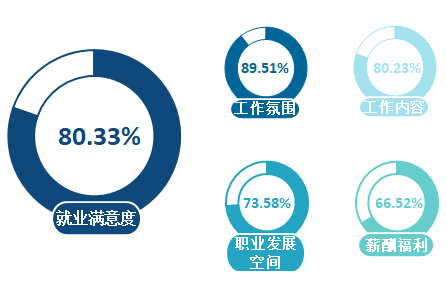 80.33%
就业满意度
89.51%
工作氛围
80.23%
工作内容
73.58%
职业发展
空间
66.52%
薪酬福利